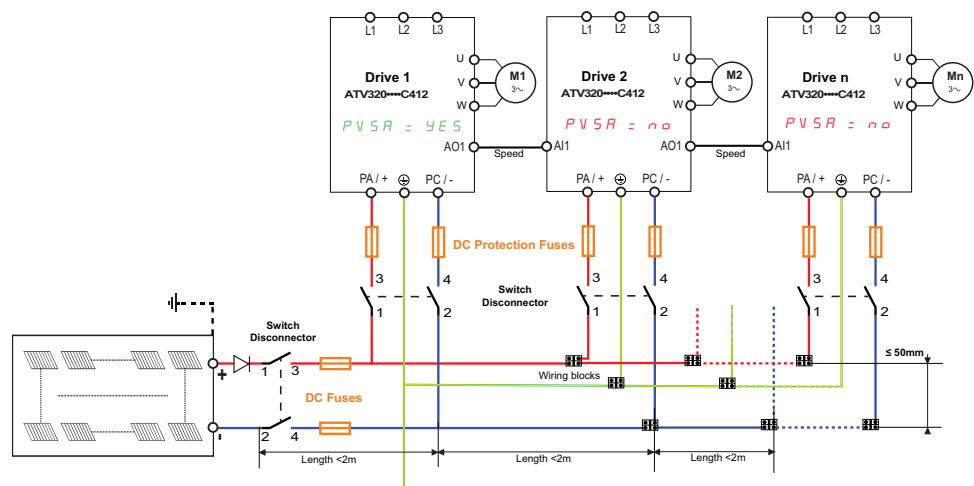 L1 L2 L3 L1 L2 L3 L1 L2 L3
U U U
Drive 1 V M1 3~ Drive 2 V M2 3~ Drive n V Mn 3~
ATV320••••C412 ATV320••••C412 ATV320••••C412
W W W
PVSA = YES PVSA = no PVSA = no
AO1 Speed AI1 AO1 Speed AI1
PA / + PC / - PA / + PC / - PA / + PC / -
DC Protection Fuses
3 4 3 4 3 4
Switch
Disconnector
1 2 1 2 1 2
Switch
Disconnector
≤ 50mm
+ 1 3
Wiring blocks
DC Fuses
- 2 4
Length <2m Length <2m Length <2m